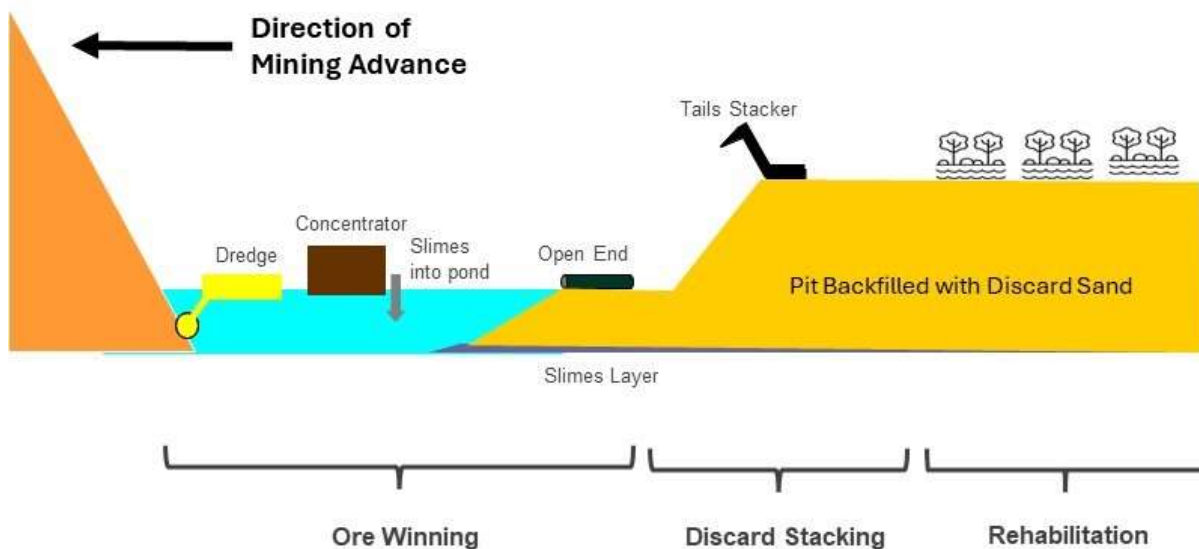 Direction of
Mining Advance
Tails Stacker
Concentrator
Dredge
Slimes
into pond
Open End
Pit Backfilled with Discard Sand
Slimes Layer
Ore Winning
Discard Stacking
Rehabilitation